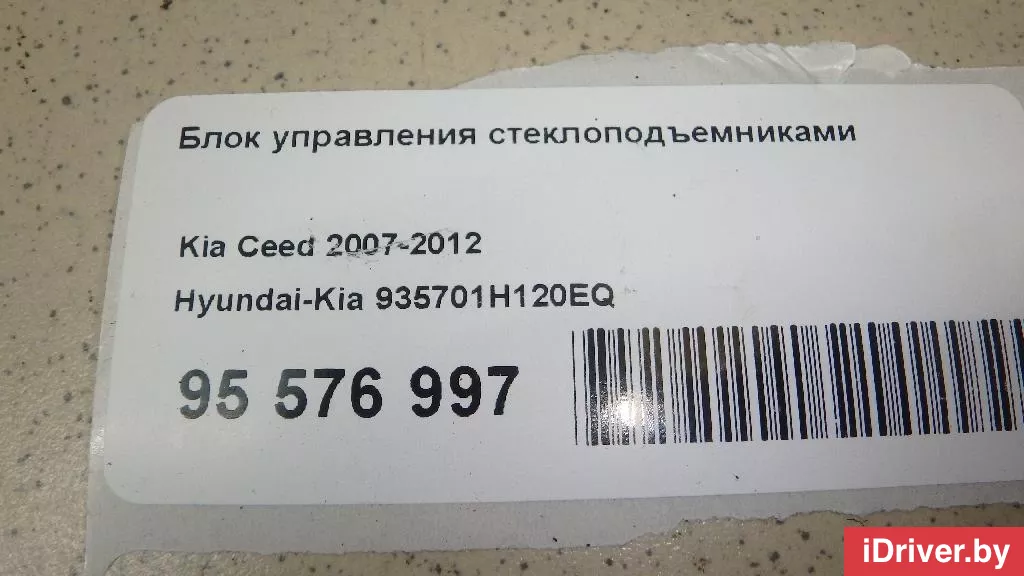 Блок управления стеклоподъемниками
Kia Ceed 2007-2012
Hyundai-Kia 935701H120EQ
95 576 997
iDriver.by